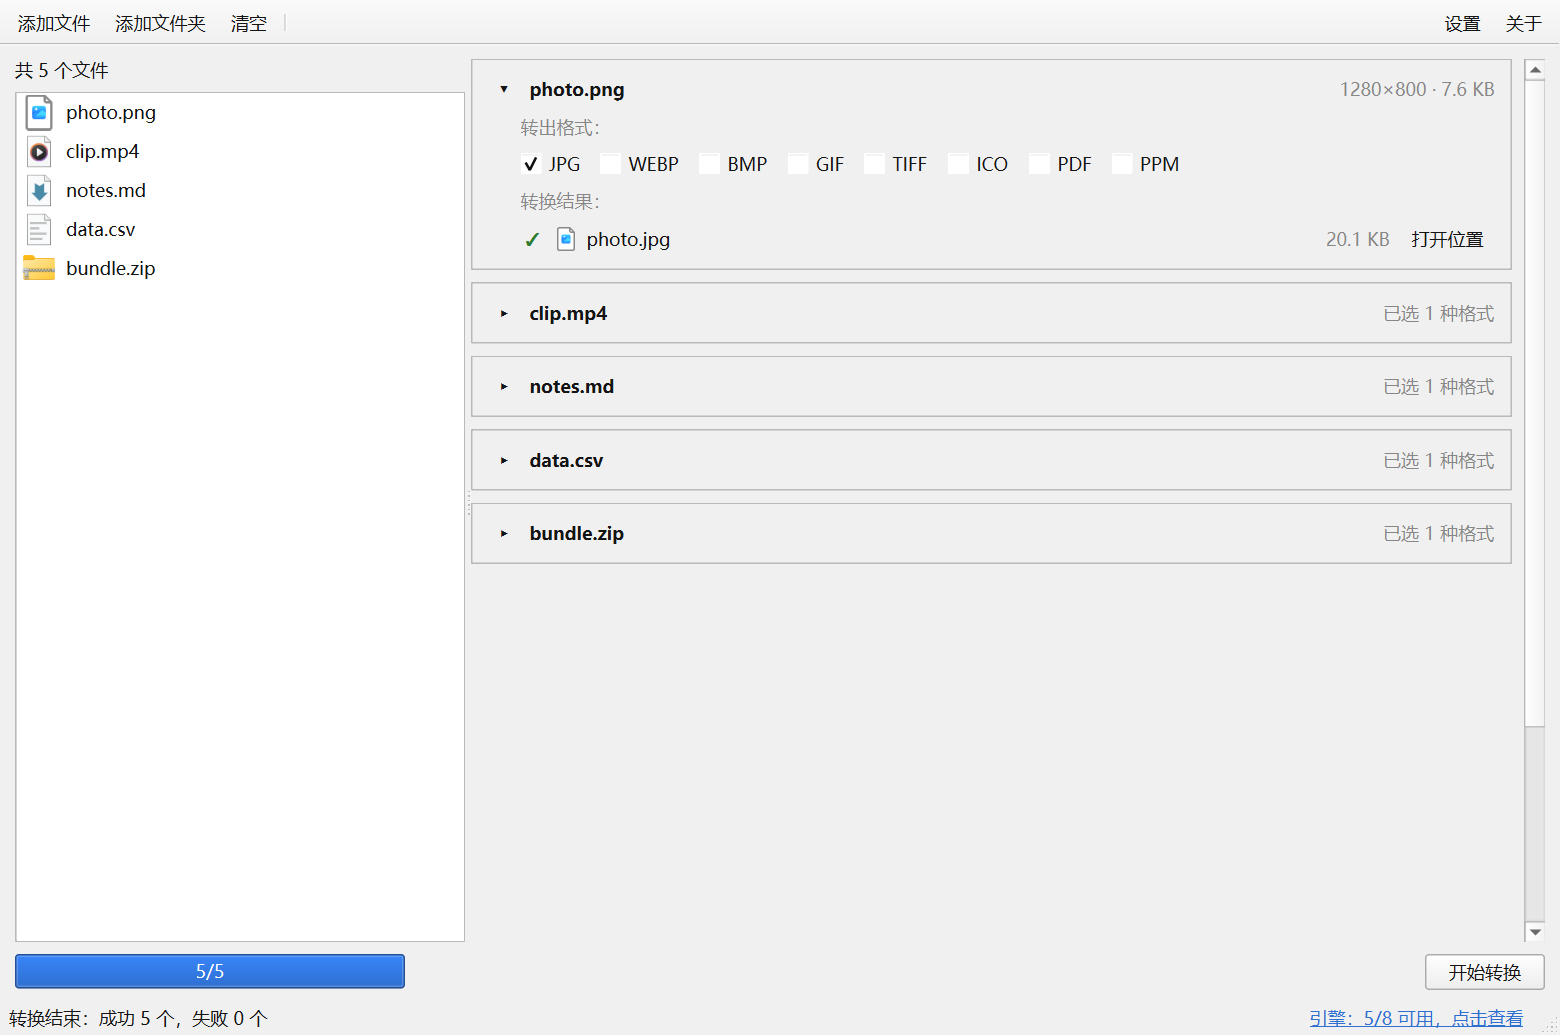 添加文件 添加文件夹 清空 设置 关于
共 5 个文件
photo.png
clip.mp4
notes.md
data.csv
bundle.zip
photo.png 1280×800 · 7.6 KB
转出格式：
JPG WEBP BMP GIF TIFF ICO PDF PPM
转换结果：
✓ photo.jpg 20.1 KB 打开位置
clip.mp4 已选 1 种格式
notes.md 已选 1 种格式
data.csv 已选 1 种格式
bundle.zip 已选 1 种格式
5/5 开始转换
转换结束：成功 5 个，失败 0 个 引擎：5/8 可用，点击查看